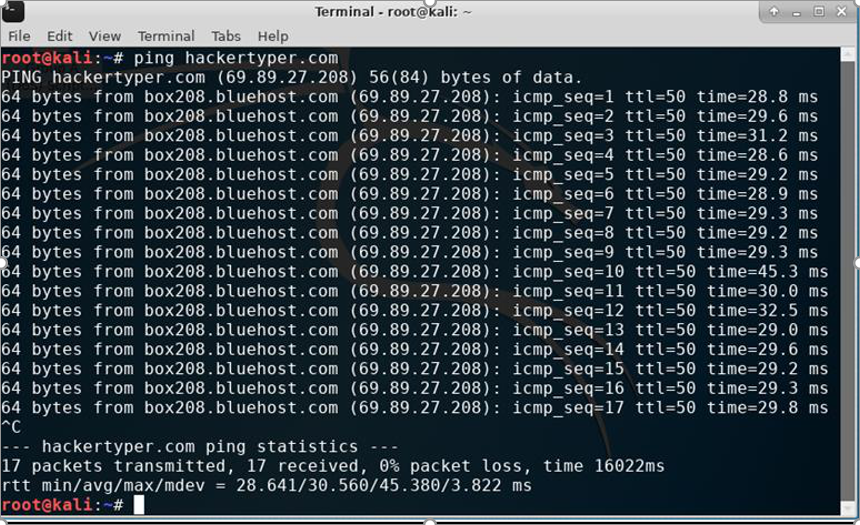 Terminal - root@kali: ~
File Edit View Terminal Tabs Help
root@kali:~# ping hackertyper.com
PING hackertyper.com (69.89.27.208) 56(84) bytes of data.
64 bytes from box208.bluehost.com (69.89.27.208): icmp_seq=1 ttl=50 time=28.8 ms
64 bytes from box208.bluehost.com (69.89.27.208): icmp_seq=2 ttl=50 time=29.6 ms
64 bytes from box208.bluehost.com (69.89.27.208): icmp_seq=3 ttl=50 time=31.2 ms
64 bytes from box208.bluehost.com (69.89.27.208): icmp_seq=4 ttl=50 time=28.6 ms
64 bytes from box208.bluehost.com (69.89.27.208): icmp_seq=5 ttl=50 time=29.2 ms
64 bytes from box208.bluehost.com (69.89.27.208): icmp_seq=6 ttl=50 time=28.9 ms
64 bytes from box208.bluehost.com (69.89.27.208): icmp_seq=7 ttl=50 time=29.3 ms
64 bytes from box208.bluehost.com (69.89.27.208): icmp_seq=8 ttl=50 time=29.2 ms
64 bytes from box208.bluehost.com (69.89.27.208): icmp_seq=9 ttl=50 time=29.3 ms
64 bytes from box208.bluehost.com (69.89.27.208): icmp_seq=10 ttl=50 time=45.3 ms
64 bytes from box208.bluehost.com (69.89.27.208): icmp_seq=11 ttl=50 time=30.0 ms
64 bytes from box208.bluehost.com (69.89.27.208): icmp_seq=12 ttl=50 time=32.5 ms
64 bytes from box208.bluehost.com (69.89.27.208): icmp_seq=13 ttl=50 time=29.0 ms
64 bytes from box208.bluehost.com (69.89.27.208): icmp_seq=14 ttl=50 time=29.6 ms
64 bytes from box208.bluehost.com (69.89.27.208): icmp_seq=15 ttl=50 time=29.2 ms
64 bytes from box208.bluehost.com (69.89.27.208): icmp_seq=16 ttl=50 time=29.3 ms
64 bytes from box208.bluehost.com (69.89.27.208): icmp_seq=17 ttl=50 time=29.8 ms
^C
--- hackertyper.com ping statistics ---
17 packets transmitted, 17 received, 0% packet loss, time 16022ms
rtt min/avg/max/mdev = 28.641/30.560/45.380/3.822 ms
root@kali:~#